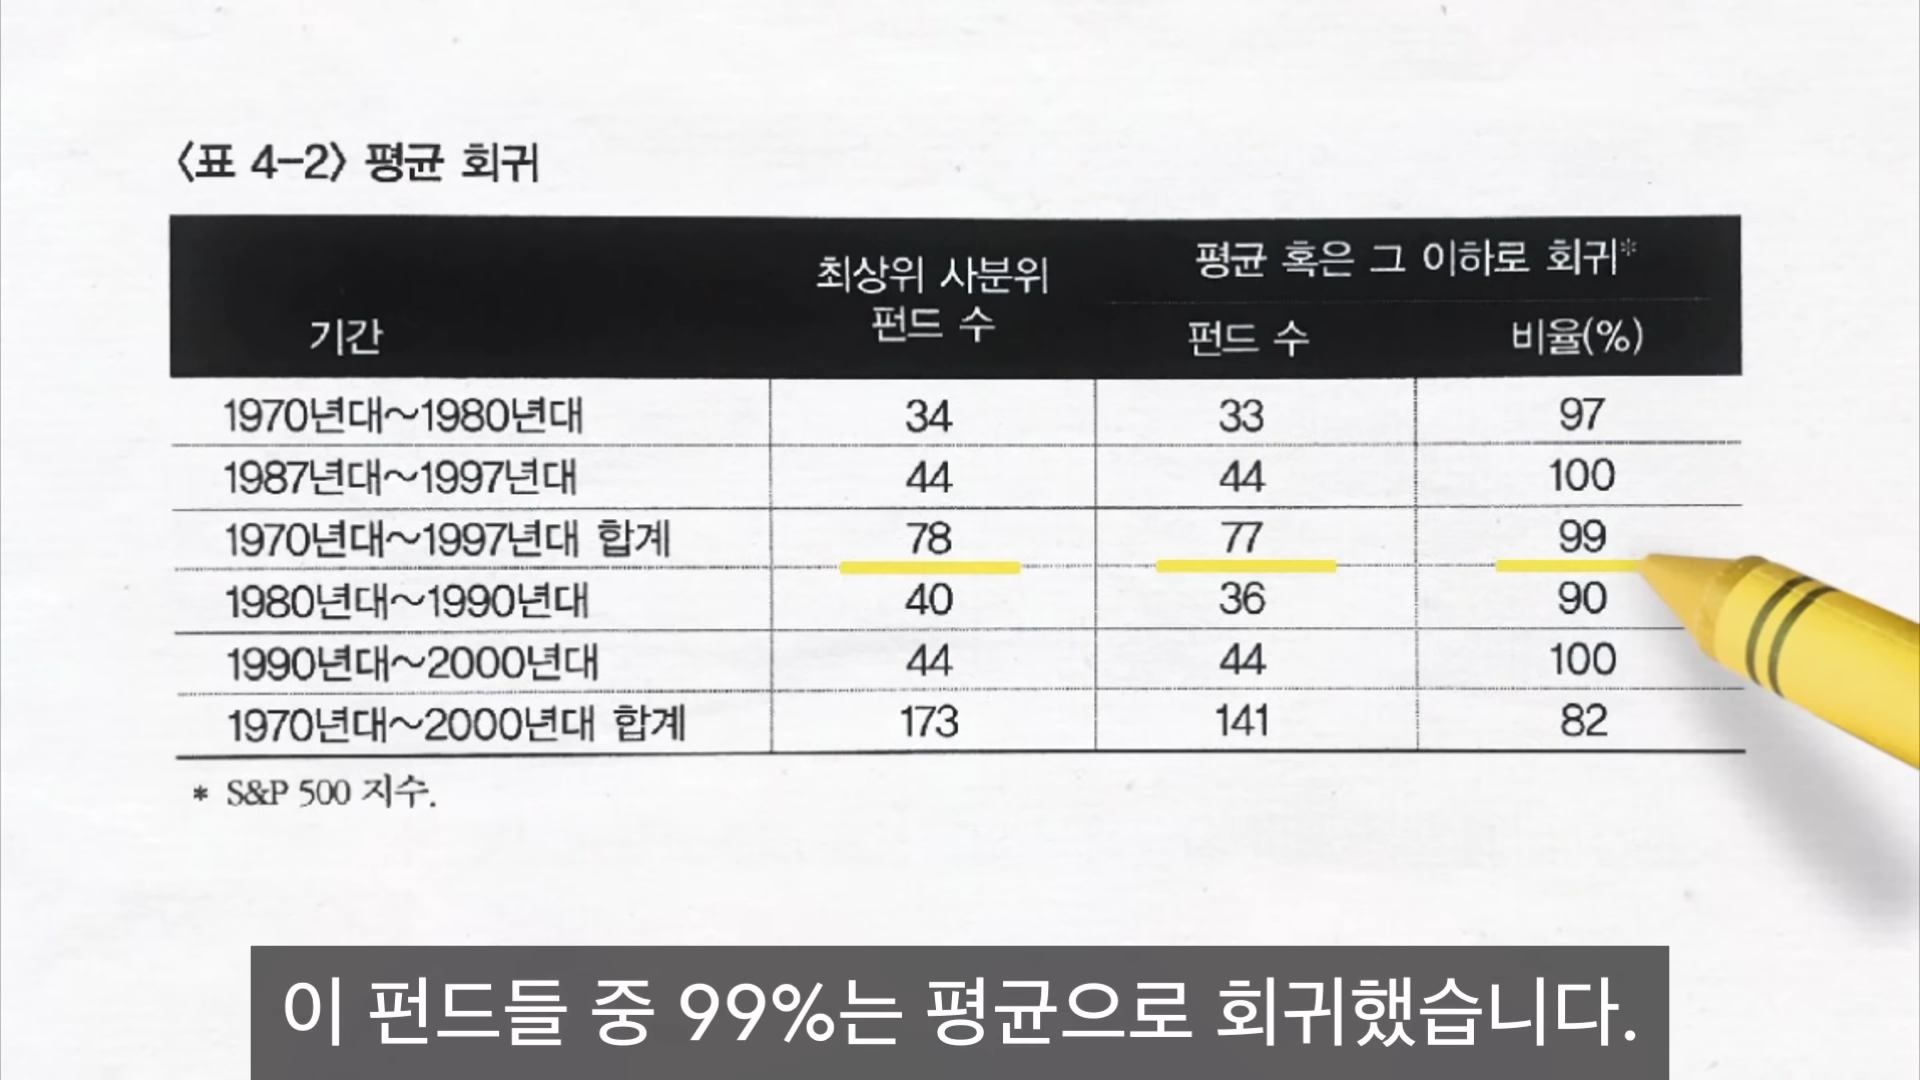 〈표 4-2〉 평균 회귀
기간 최상위 사분위 펀드 수 평균 혹은 그 이하로 회귀*
펀드 수 비율(%)
1970년대~1980년대 34 33 97
1987년대~1997년대 44 44 100
1970년대~1997년대 합계 78 77 99
1980년대~1990년대 40 36 90
1990년대~2000년대 44 44 100
1970년대~2000년대 합계 173 141 82
* S&P 500 지수.
이 펀드들 중 99%는 평균으로 회귀했습니다.